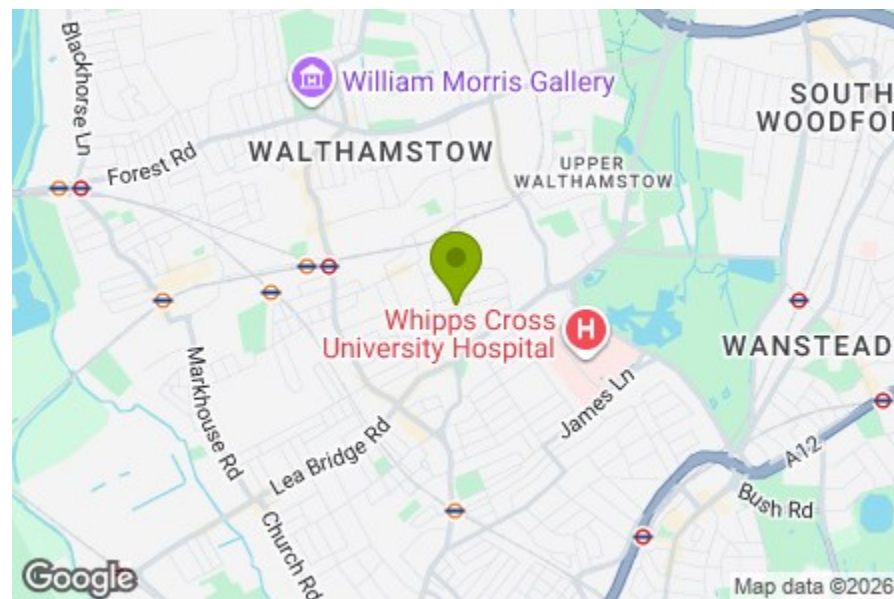 Blackhorse Ln
William Morris Gallery
SOUTH
WOODFO
Forest Rd
WALTHAMSTOW
UPPER
WALTHAMSTOW
Whipps Cross
University Hospital
H
WANSTEAD
Markhouse Rd
James Ln
Lea Bridge Rd
A12
Bush Rd
Church Rd
Google
Map data ©2026